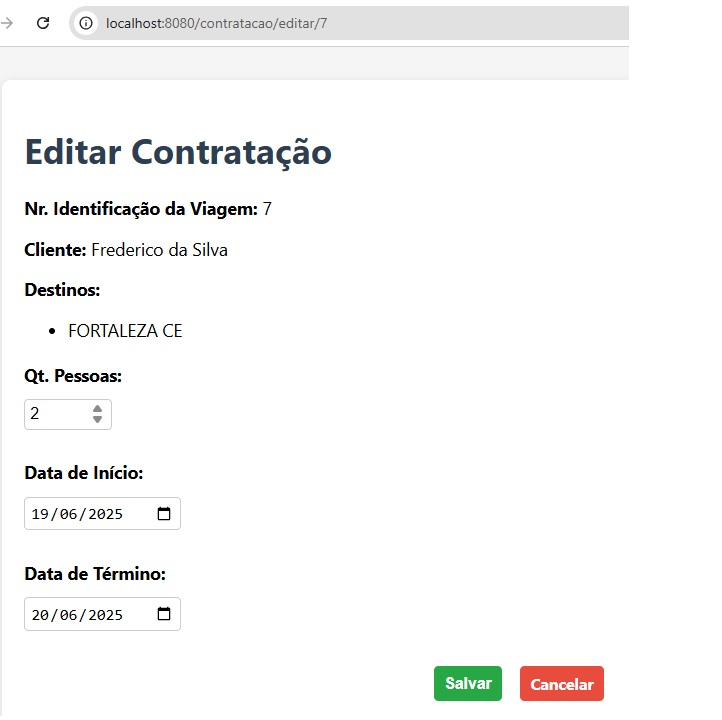 localhost:8080/contratacao/editar/7
Editar Contratação
Nr. Identificação da Viagem: 7
Cliente: Frederico da Silva
Destinos:
• FORTALEZA CE
Qt. Pessoas:
2
Data de Início:
19/06/2025
Data de Término:
20/06/2025
Salvar Cancelar